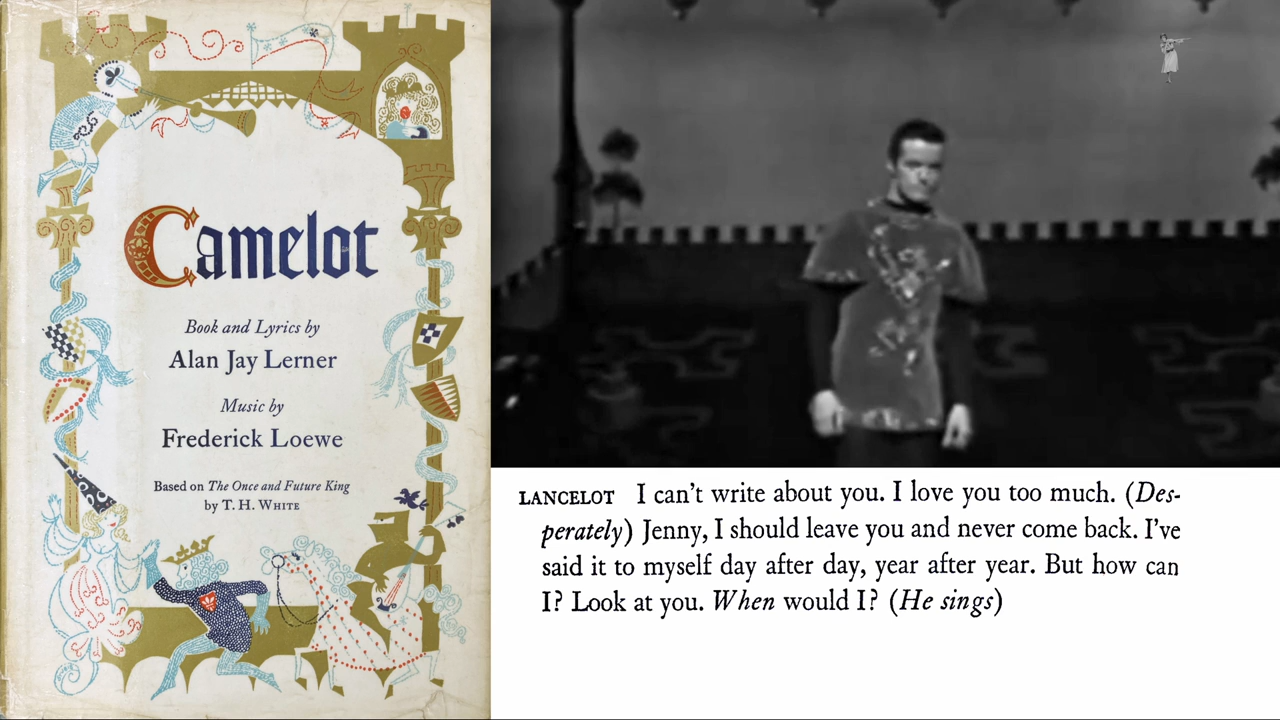 Camelot
Book and Lyrics by
Alan Jay Lerner
Music by
Frederick Loewe
Based on The Once and Future King
by T. H. White
LANCELOT I can't write about you. I love you too much. (Des-
perately) Jenny, I should leave you and never come back. I've
said it to myself day after day, year after year. But how can
I? Look at you. When would I? (He sings)